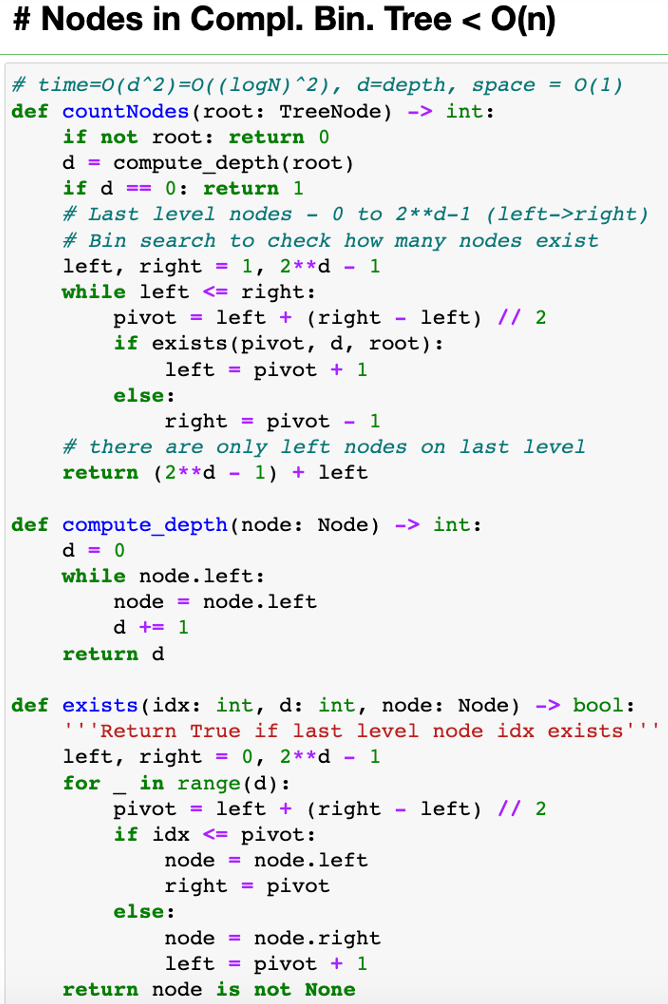 # Nodes in Compl. Bin. Tree < O(n)
# time=O(d^2)=O((logN)^2), d=depth, space = O(1)
def countNodes(root: TreeNode) -> int:
    if not root: return 0
    d = compute_depth(root)
    if d == 0: return 1
    # Last level nodes - 0 to 2**d-1 (left->right)
    # Bin search to check how many nodes exist
    left, right = 1, 2**d - 1
    while left <= right:
        pivot = left + (right - left) // 2
        if exists(pivot, d, root):
            left = pivot + 1
        else:
            right = pivot - 1
    # there are only left nodes on last level
    return (2**d - 1) + left
def compute_depth(node: Node) -> int:
    d = 0
    while node.left:
        node = node.left
        d += 1
    return d
def exists(idx: int, d: int, node: Node) -> bool:
    '''Return True if last level node idx exists'''
    left, right = 0, 2**d - 1
    for _ in range(d):
        pivot = left + (right - left) // 2
        if idx <= pivot:
            node = node.left
            right = pivot
        else:
            node = node.right
            left = pivot + 1
    return node is not None